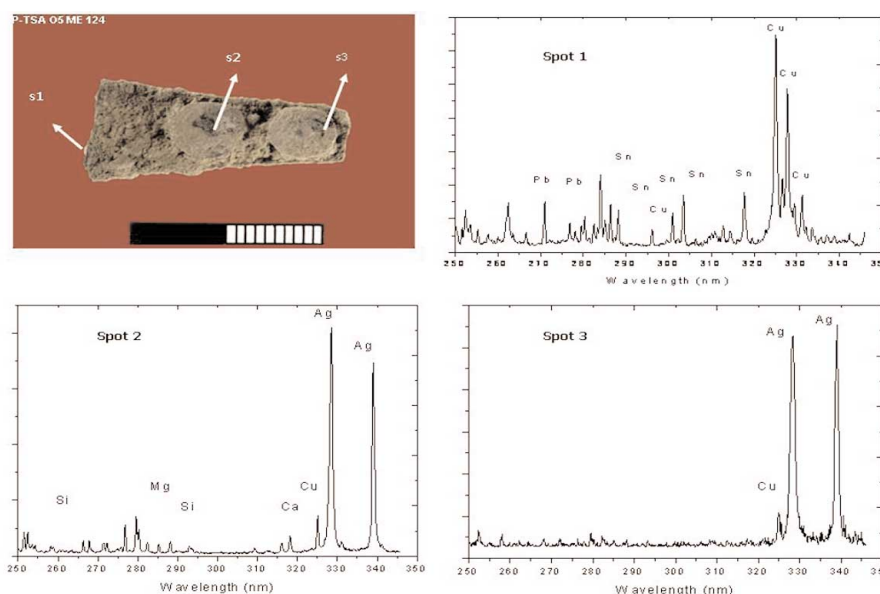 P-TSA O5 ME 124
s1
s2
s3
Spot 1
Cu
Cu
Cu
Pb
Pb
Sn
Sn
Cu
Sn
Sn
Sn
250 260 270 280 290 300 310 320 330 340 350
Wavelength (nm)
Spot 2
Ag
Ag
Si
Mg
Si
Ca
Cu
250 260 270 280 290 300 310 320 330 340 350
Wavelength (nm)
Spot 3
Ag
Ag
Cu
250 260 270 280 290 300 310 320 330 340 350
Wavelength (nm)